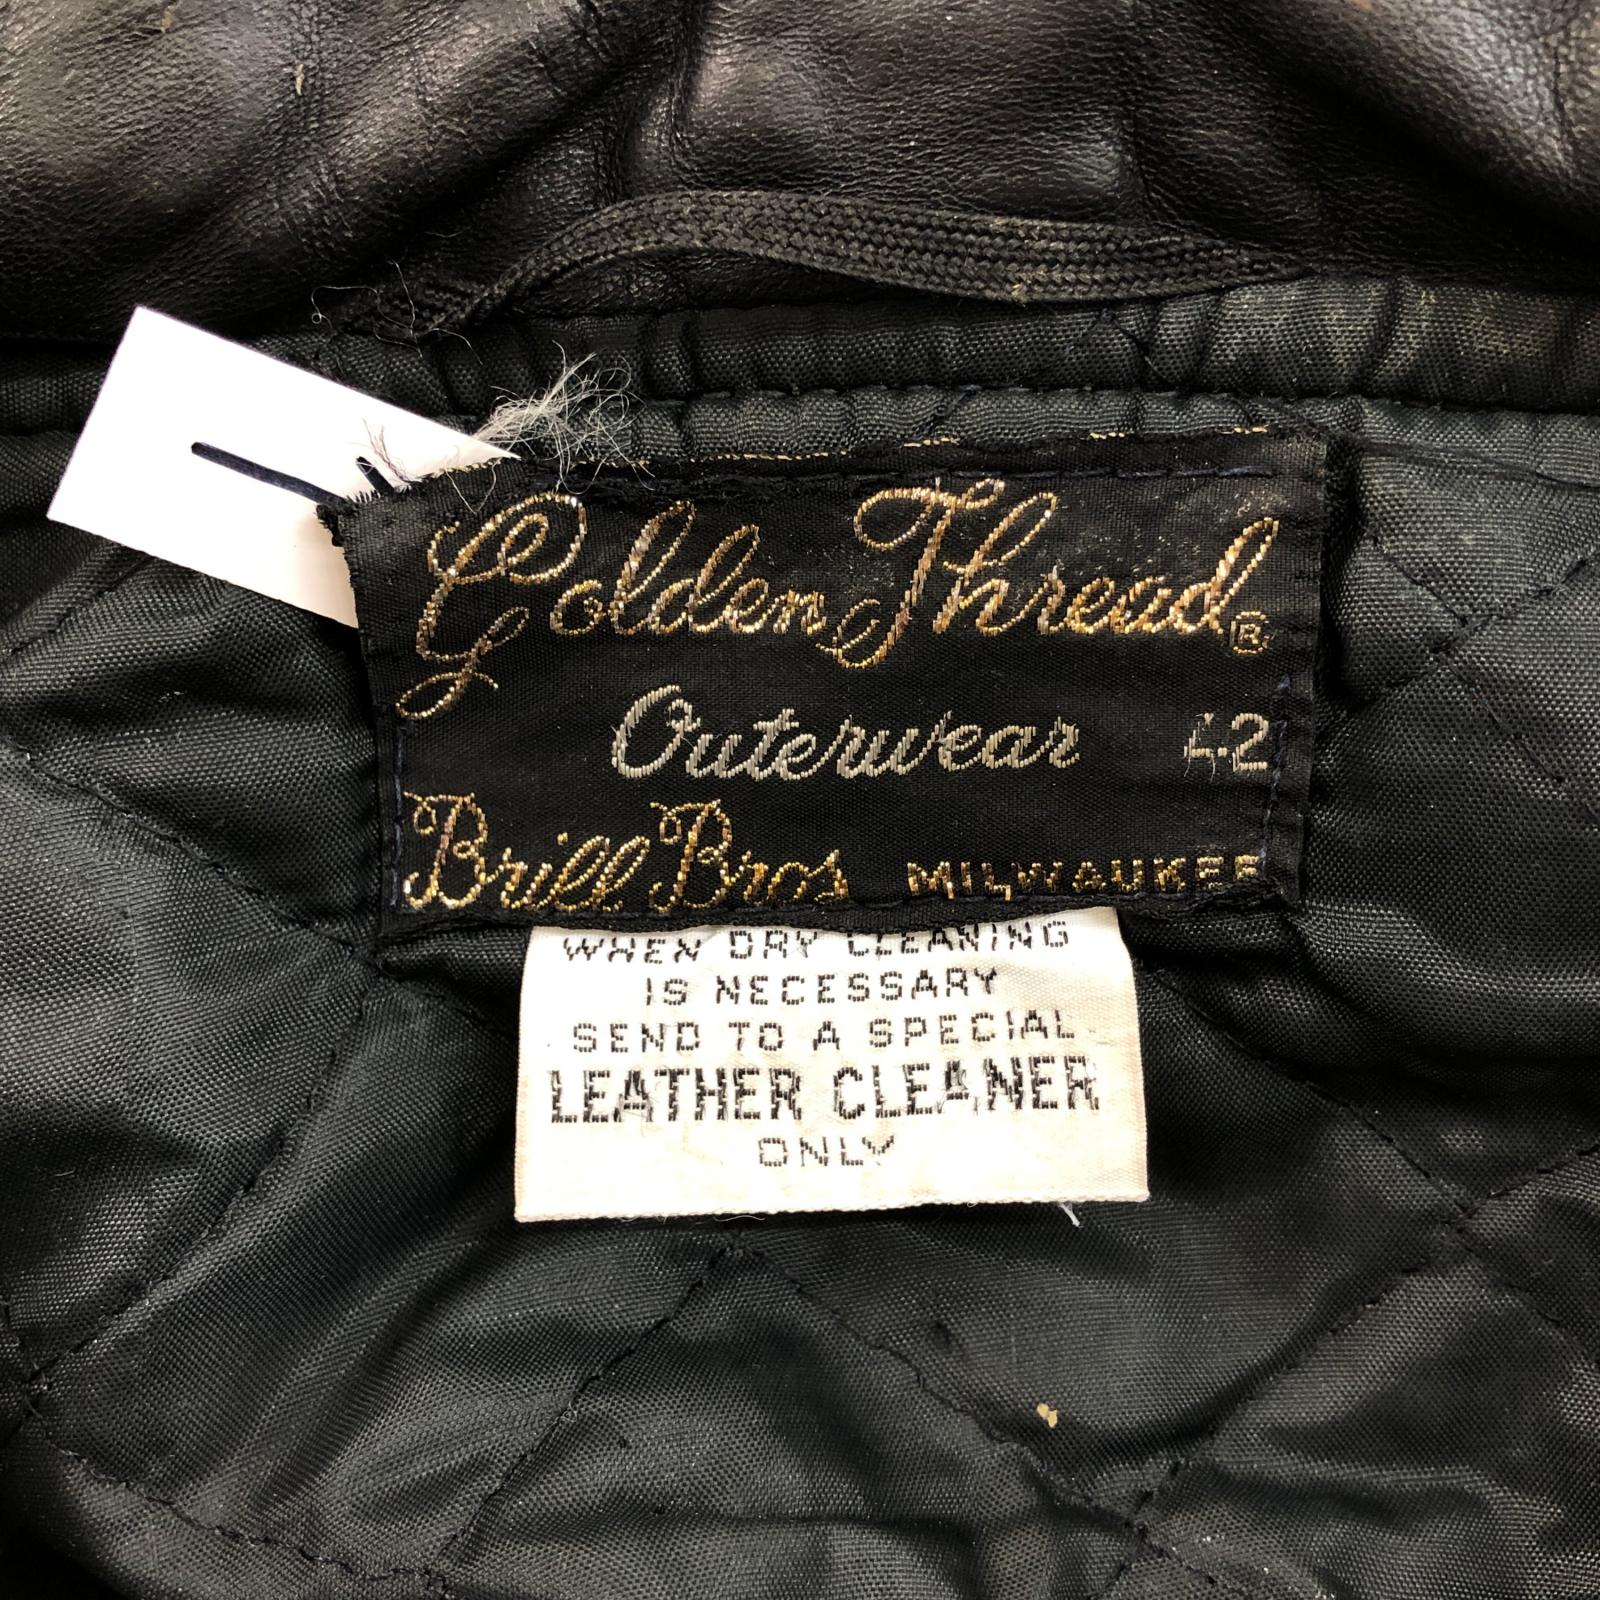 Golden Thread®
Outerwear 42
Brill Bros MILWAUKEE
WHEN DRY CLEANING
IS NECESSARY
SEND TO A SPECIAL
LEATHER CLEANER
ONLY